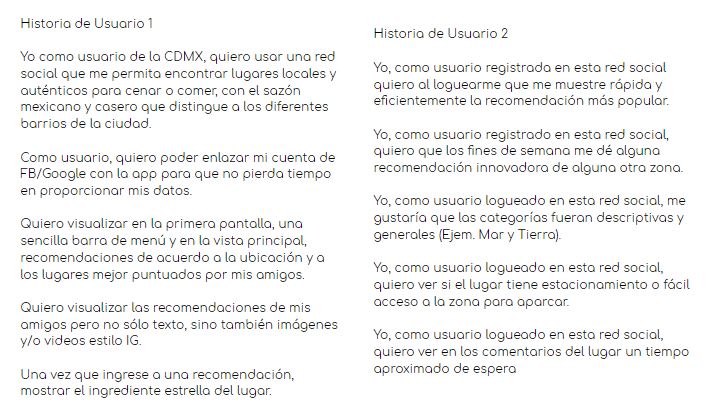 Historia de Usuario 1
Yo como usuario de la CDMX, quiero usar una red
social que me permita encontrar lugares locales y
auténticos para cenar o comer, con el sazón
mexicano y casero que distingue a los diferentes
barrios de la ciudad.
Como usuario, quiero poder enlazar mi cuenta de
FB/Google con la app para que no pierda tiempo
en proporcionar mis datos.
Quiero visualizar en la primera pantalla, una
sencilla barra de menú y en la vista principal,
recomendaciones de acuerdo a la ubicación y a
los lugares mejor puntuados por mis amigos.
Quiero visualizar las recomendaciones de mis
amigos pero no sólo texto, sino también imágenes
y/o videos estilo IG.
Una vez que ingrese a una recomendación,
mostrar el ingrediente estrella del lugar.
Historia de Usuario 2
Yo, como usuario registrada en esta red social
quiero al loguearme que me muestre rápida y
eficientemente la recomendación más popular.
Yo, como usuario registrado en esta red social,
quiero que los fines de semana me dé alguna
recomendación innovadora de alguna otra zona.
Yo, como usuario logueado en esta red social, me
gustaría que las categorías fueran descriptivas y
generales (Ejem. Mar y Tierra).
Yo, como usuario logueado en esta red social,
quiero ver si el lugar tiene estacionamiento o fácil
acceso a la zona para aparcar.
Yo, como usuario logueado en esta red social,
quiero ver en los comentarios del lugar un tiempo
aproximado de espera